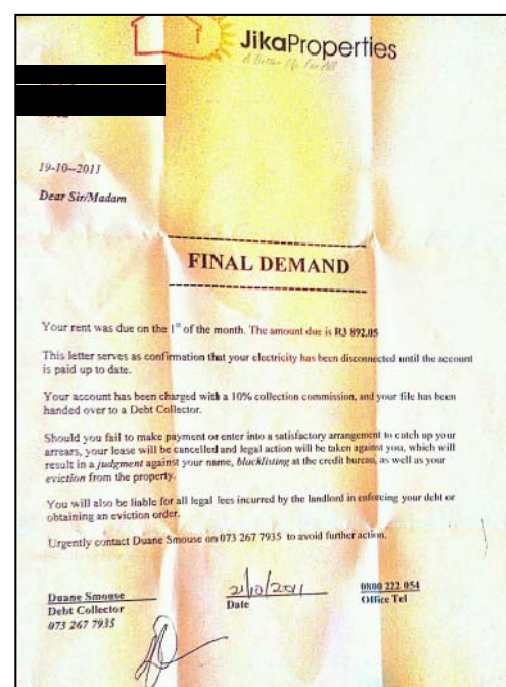 JikaProperties
A Better Life For All
19-10--2011
Dear Sir/Madam
FINAL DEMAND
Your rent was due on the 1st of the month. The amount due is R3 892.05
This letter serves as confirmation that your electricity has been disconnected until the account
is paid up to date.
Your account has been charged with a 10% collection commission, and your file has been
handed over to a Debt Collector.
Should you fail to make payment or enter into a satisfactory arrangement to catch up your
arrears, your lease will be cancelled and legal action will be taken against you, which will
result in a judgment against your name, blacklisting at the credit bureau, as well as your
eviction from the property.
You will also be liable for all legal fees incurred by the landlord in enforcing your debt or
obtaining an eviction order.
Urgently contact Duane Smouse on 073 267 7935 to avoid further action.
Duane Smouse 21/10/2011 0800 222 054
Debt Collector Date Office Tel
073 267 7935